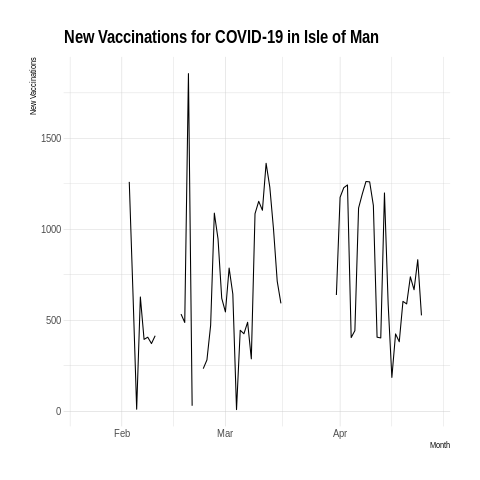 New Vaccinations for COVID-19 in Isle of Man
New Vaccinations
1500
1000
500
0
Feb Mar Apr
Month